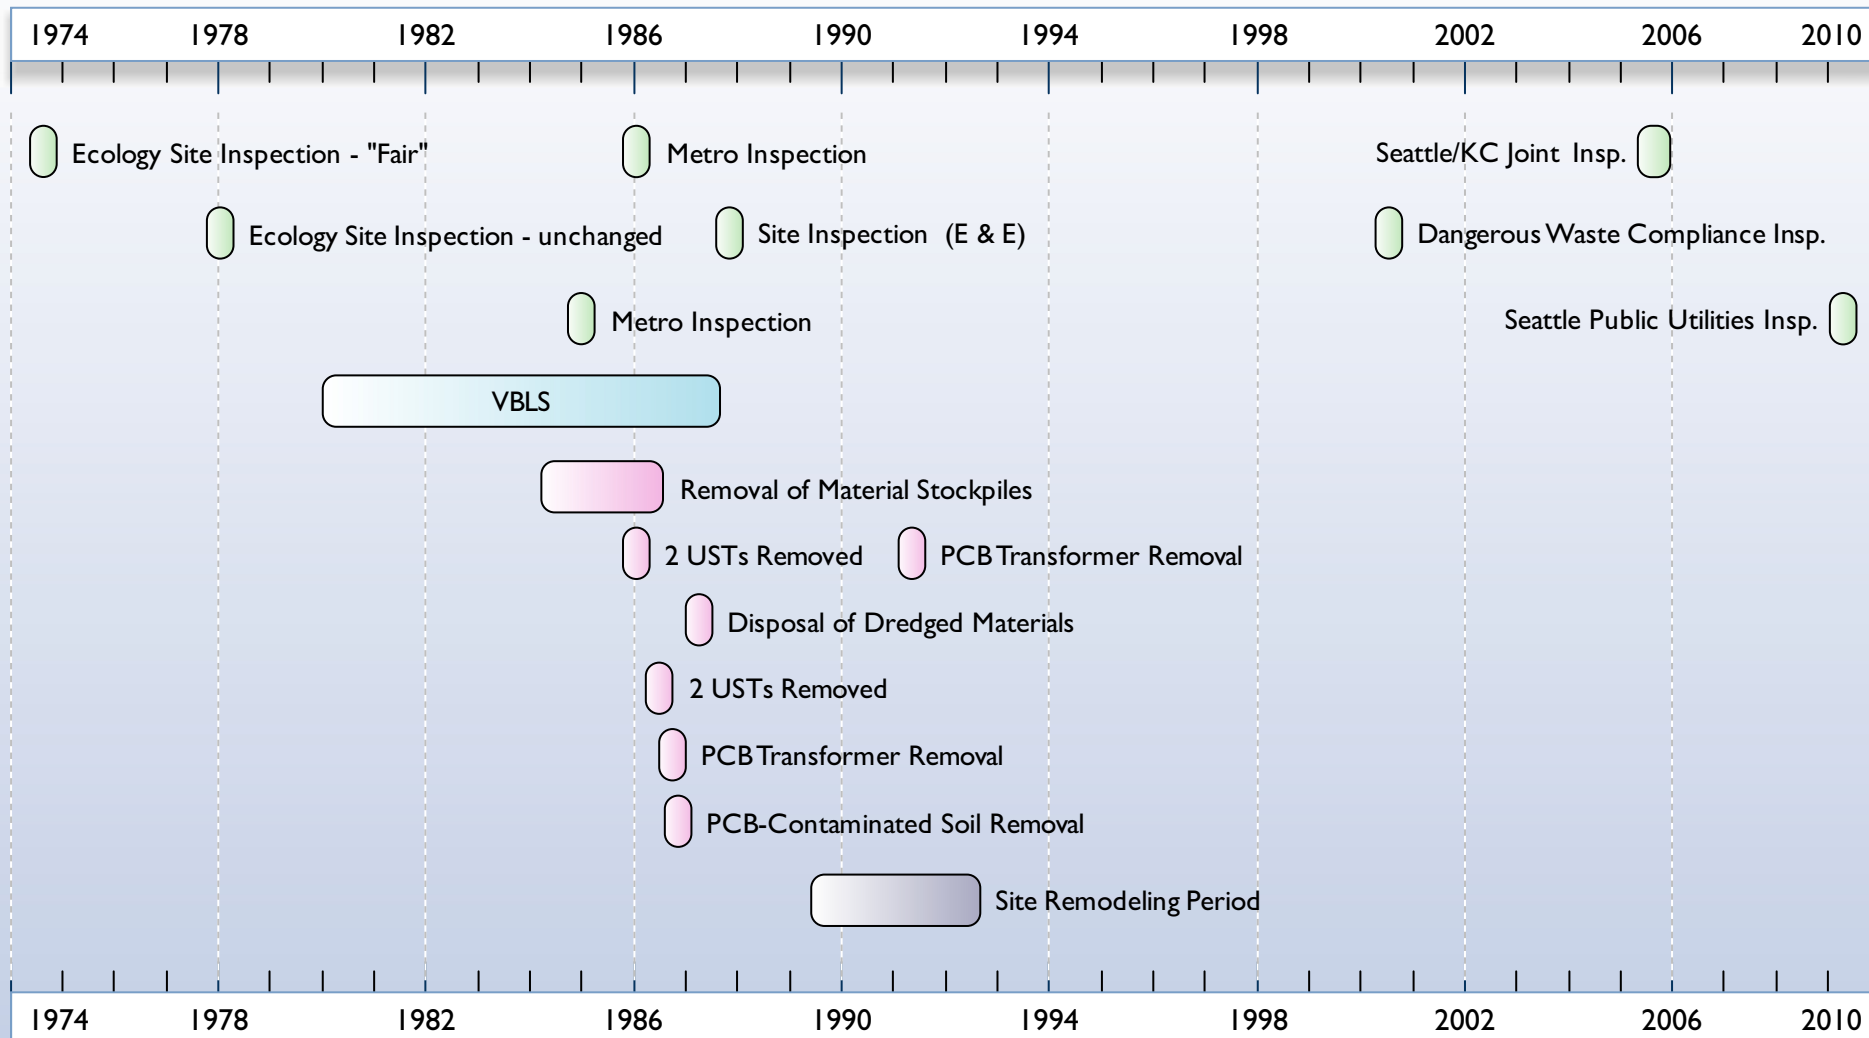 1974 1978 1982 1986 1990 1994 1998 2002 2006 2010
Ecology Site Inspection - "Fair" Metro Inspection Seattle/KC Joint Insp.
Ecology Site Inspection - unchanged Site Inspection (E & E) Dangerous Waste Compliance Insp.
Metro Inspection Seattle Public Utilities Insp.
VBLS
Removal of Material Stockpiles
2 USTs Removed PCB Transformer Removal
Disposal of Dredged Materials
2 USTs Removed
PCB Transformer Removal
PCB-Contaminated Soil Removal
Site Remodeling Period
1974 1978 1982 1986 1990 1994 1998 2002 2006 2010